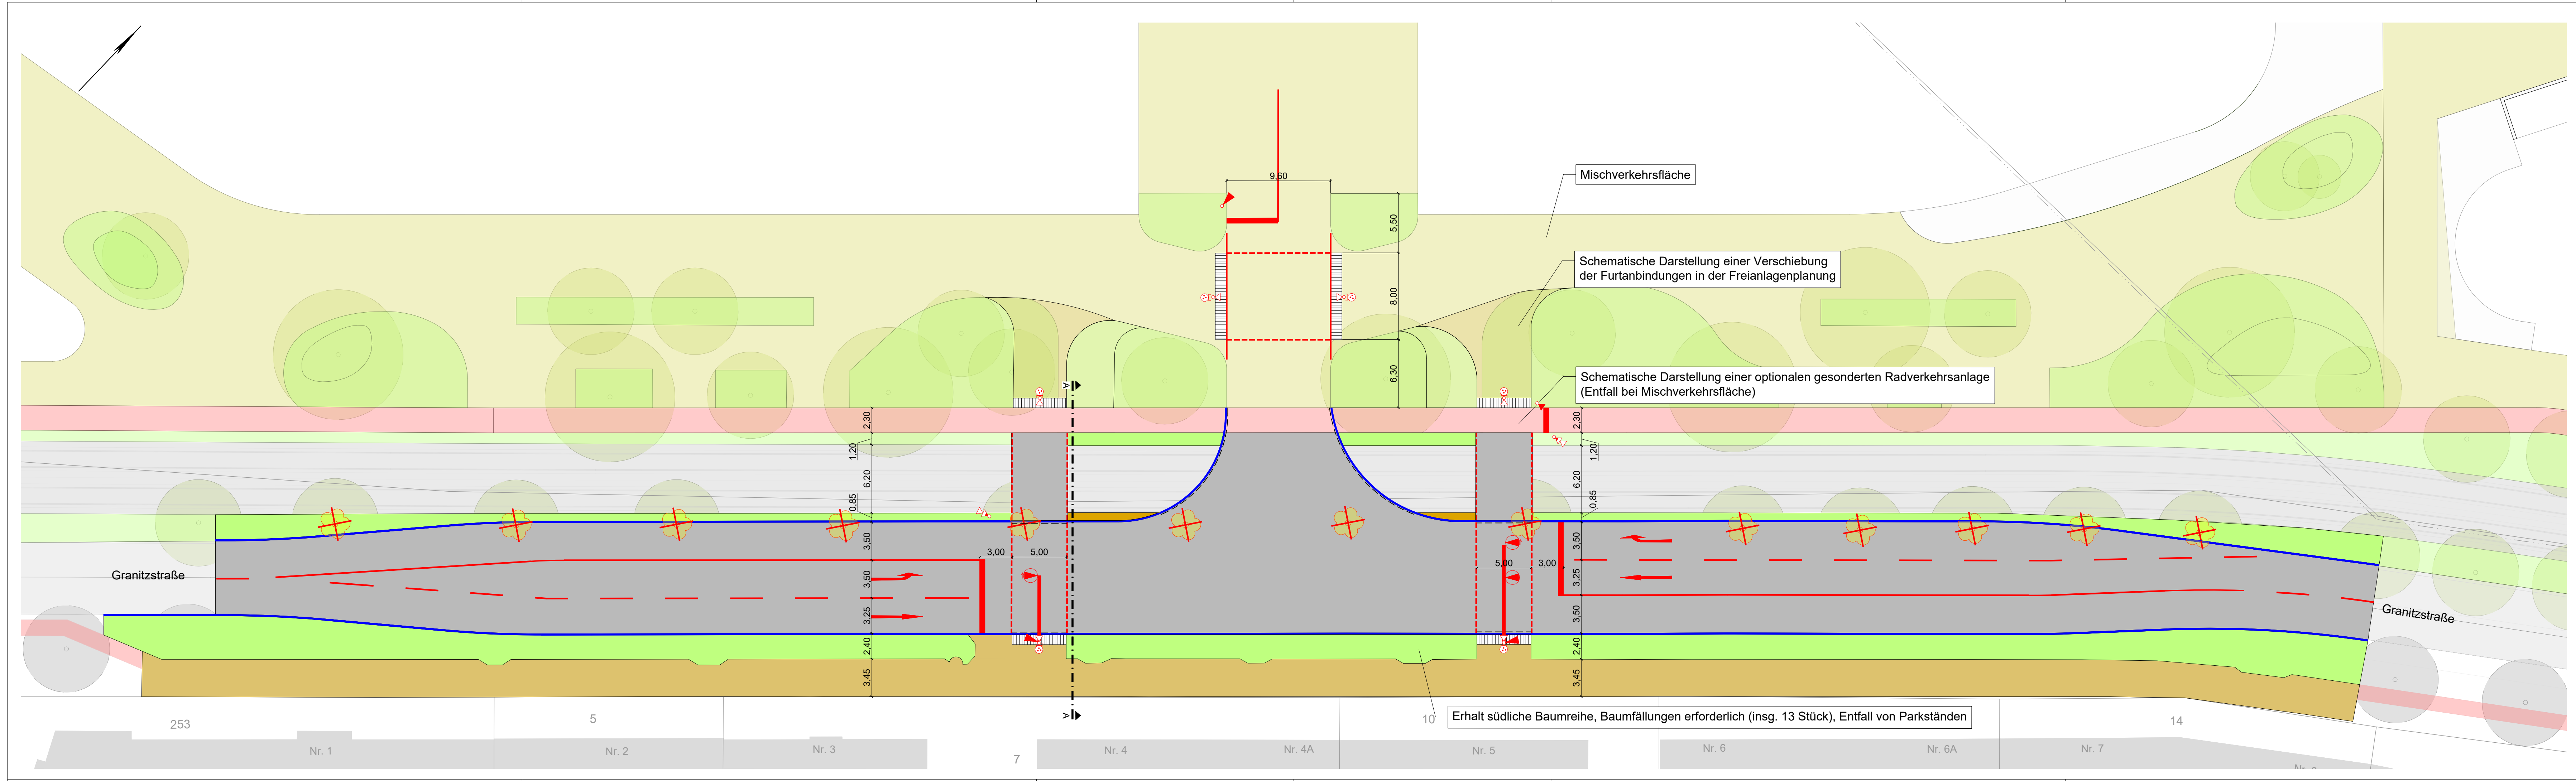 9,60
5,50
8,00
6,30
Mischverkehrsfläche
Schematische Darstellung einer Verschiebung
der Furtanbindungen in der Freianlagenplanung
Schematische Darstellung einer optionalen gesonderten Radverkehrsanlage
(Entfall bei Mischverkehrsfläche)
A
2,30
1,20
6,20
0,85
3,50
3,50
3,25
2,40
3,45
3,00
5,00
5,00
3,00
2,30
1,20
6,20
0,85
3,50
3,25
3,50
2,40
3,45
Granitzstraße
Granitzstraße
A
Erhalt südliche Baumreihe, Baumfällungen erforderlich (insg. 13 Stück), Entfall von Parkständen
253
5
10
14
Nr. 1
Nr. 2
Nr. 3
7
Nr. 4
Nr. 4A
Nr. 5
Nr. 6
Nr. 6A
Nr. 7